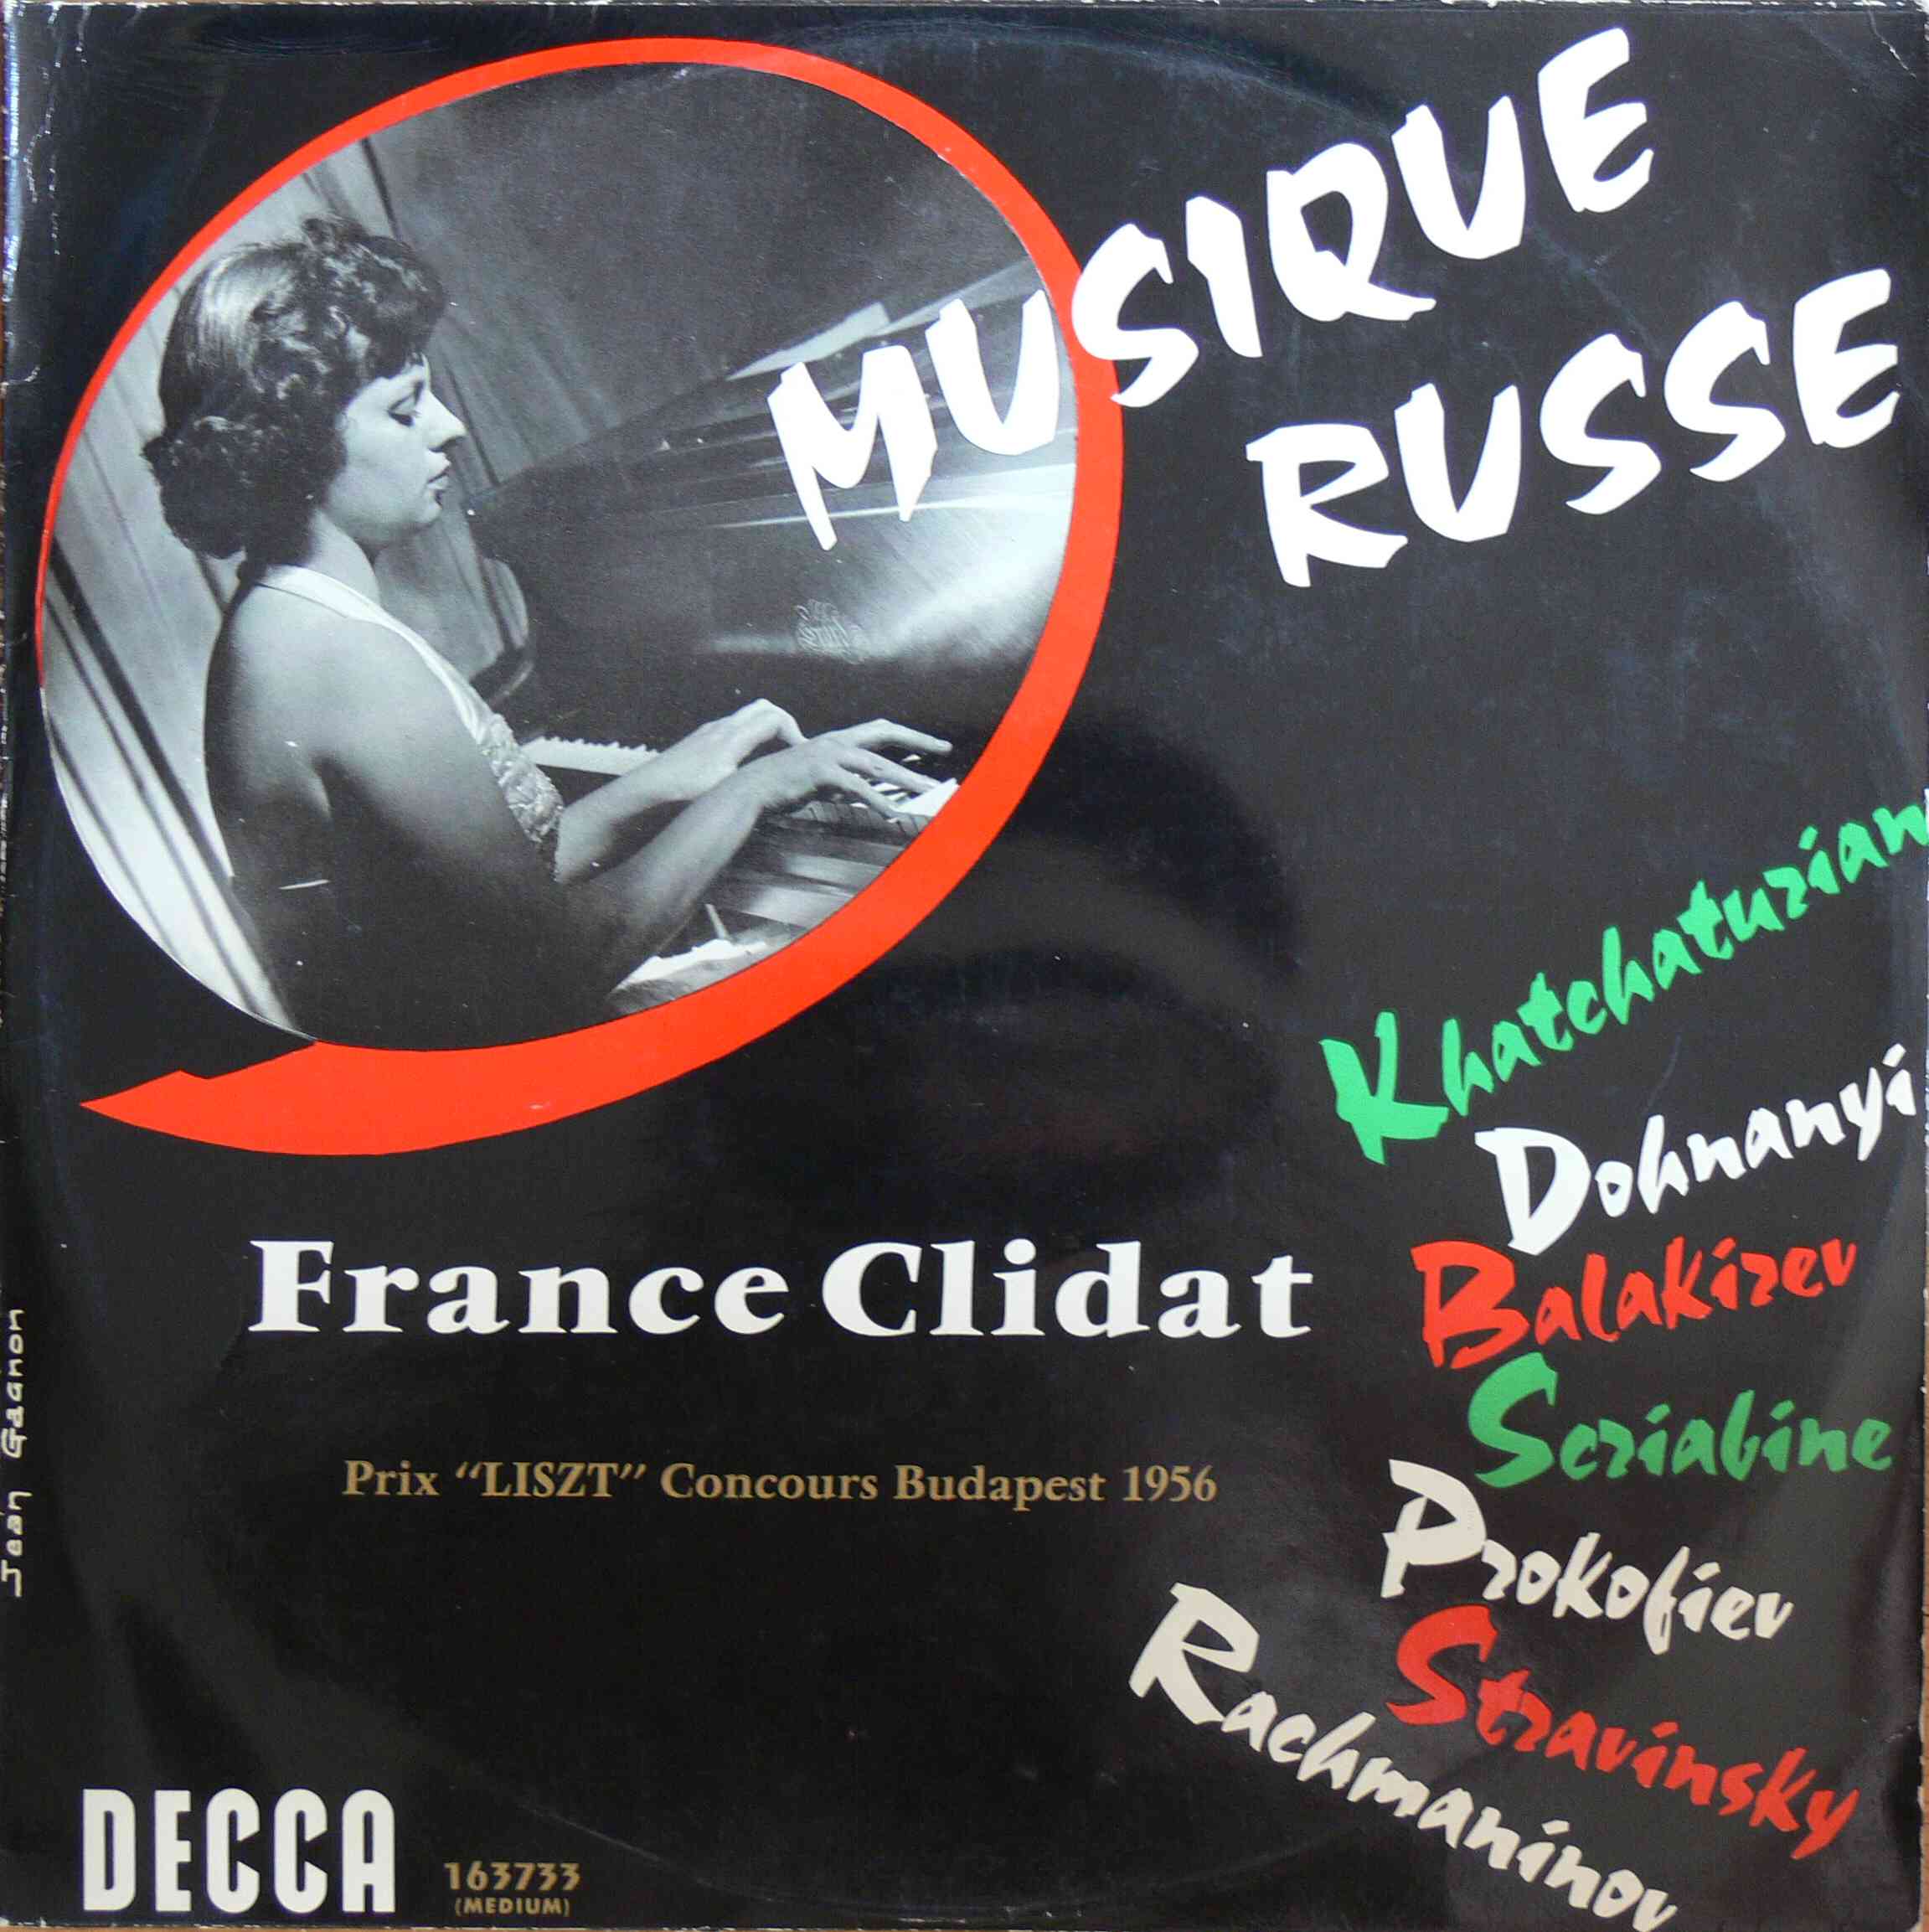 MUSIQUE
RUSSE
Khatchaturian
Dohnanyi
Balakirev
Scriabine
Prokofiev
Stravinsky
Rachmaninov
France Clidat
Prix "LISZT" Concours Budapest 1956
Jean Gaanon
DECCA
163733
(MEDIUM)